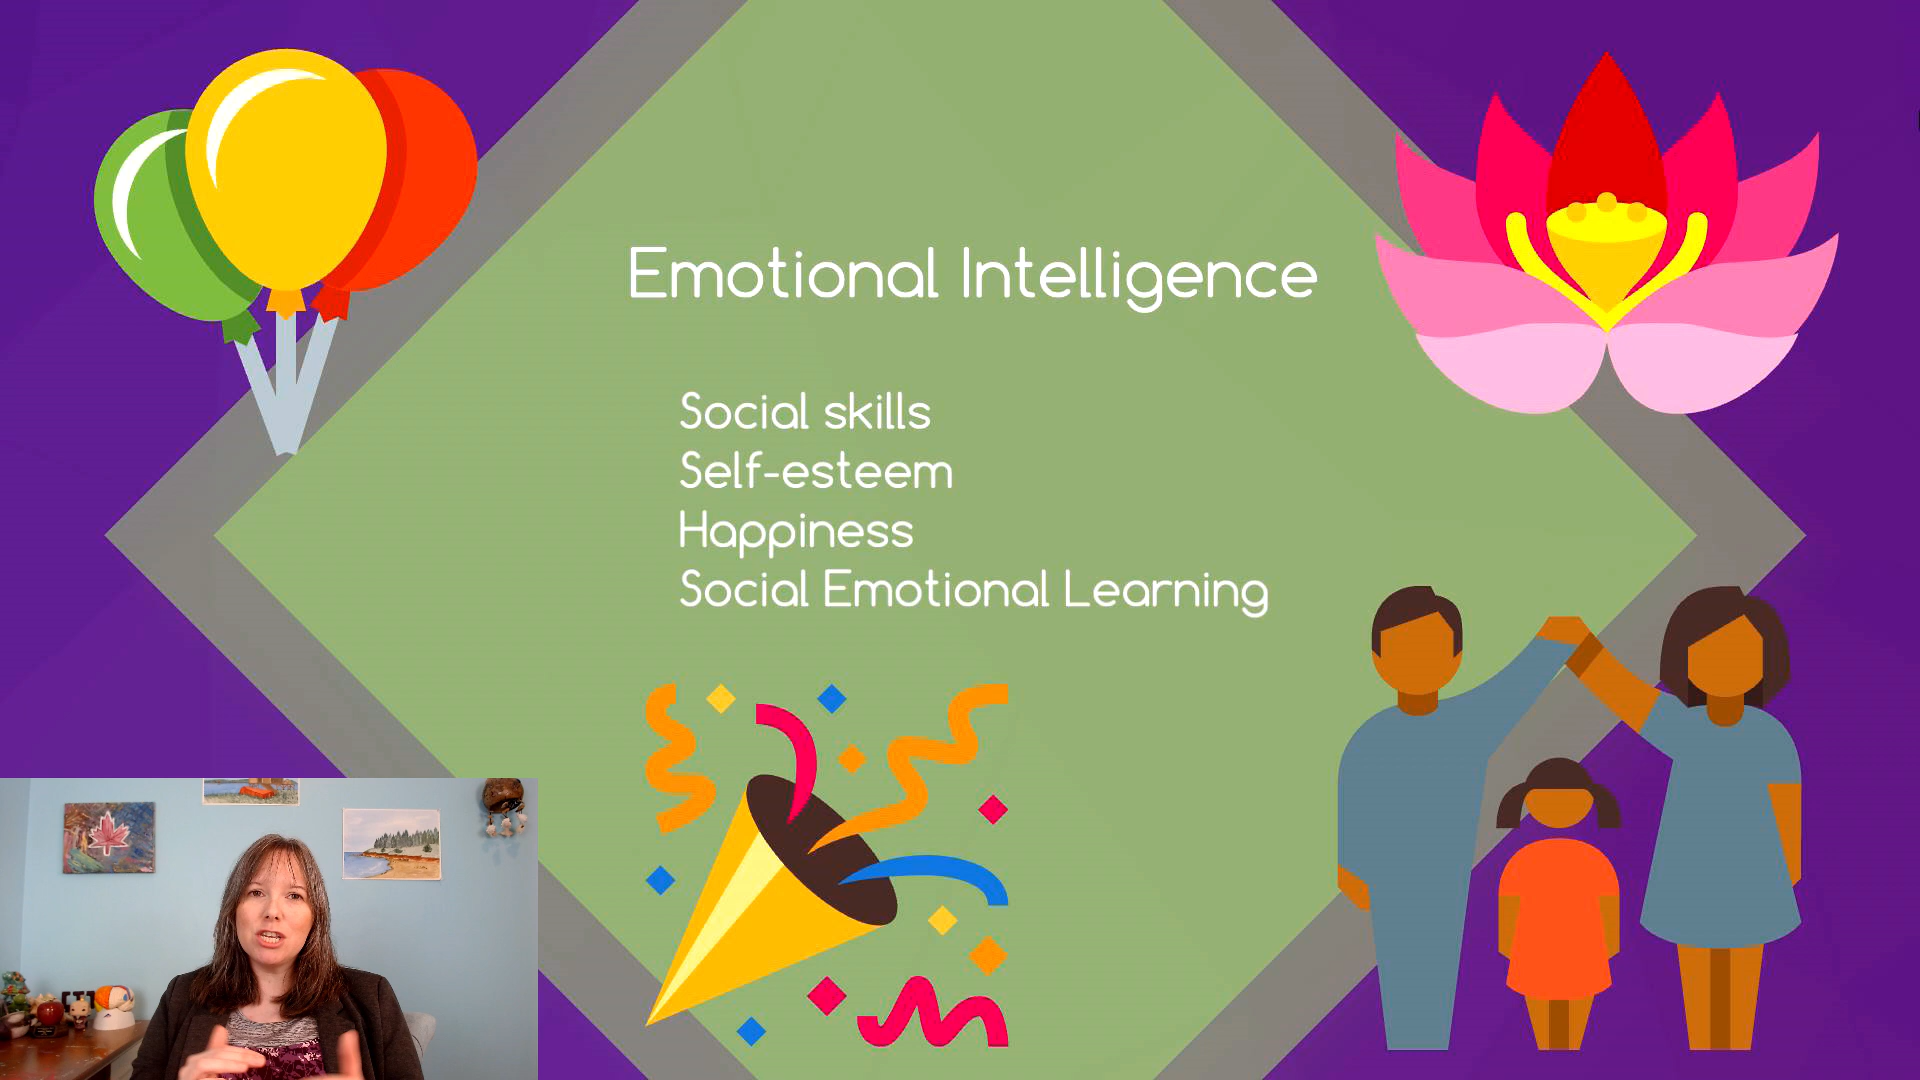 Emotional Intelligence
Social skills
Self-esteem
Happiness
Social Emotional Learning